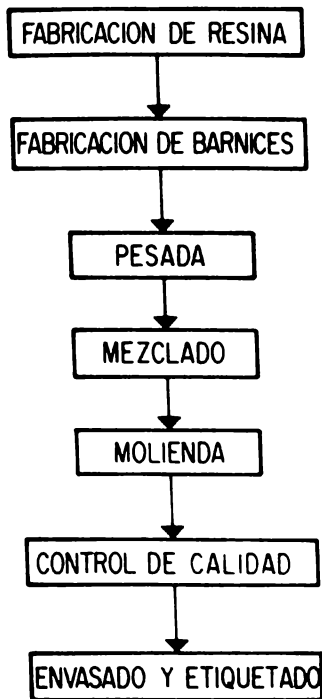 FABRICACION DE RESINA
FABRICACION DE BARNICES
PESADA
MEZCLADO
MOLIENDA
CONTROL DE CALIDAD
ENVASADO Y ETIQUETADO